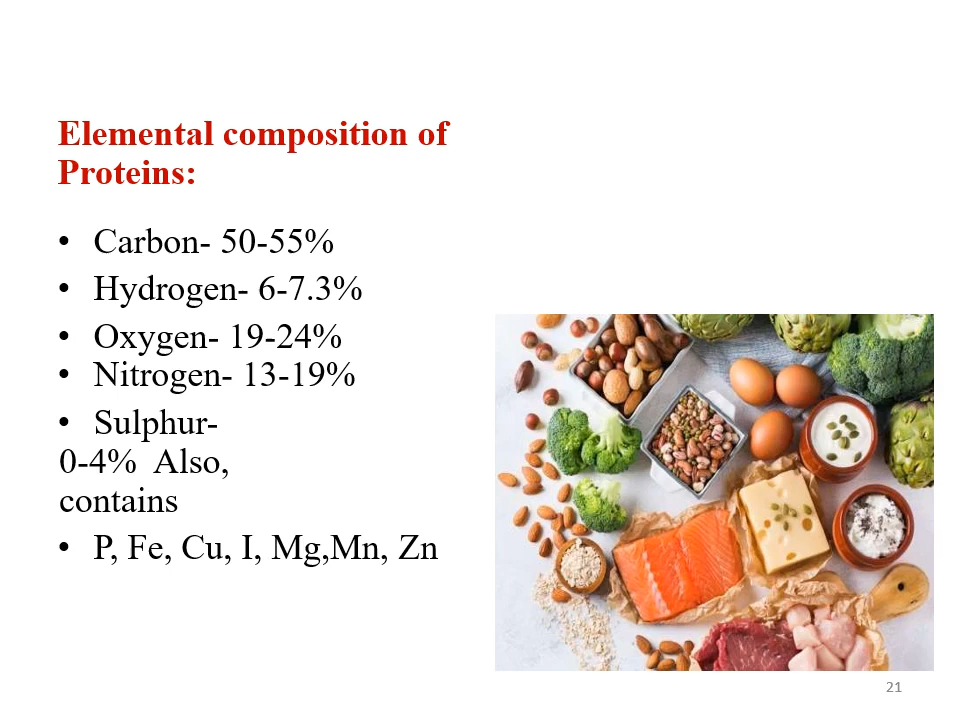 Elemental composition of
Proteins:
• Carbon- 50-55%
• Hydrogen- 6-7.3%
• Oxygen- 19-24%
• Nitrogen- 13-19%
• Sulphur-
0-4% Also,
contains
• P, Fe, Cu, I, Mg,Mn, Zn
21